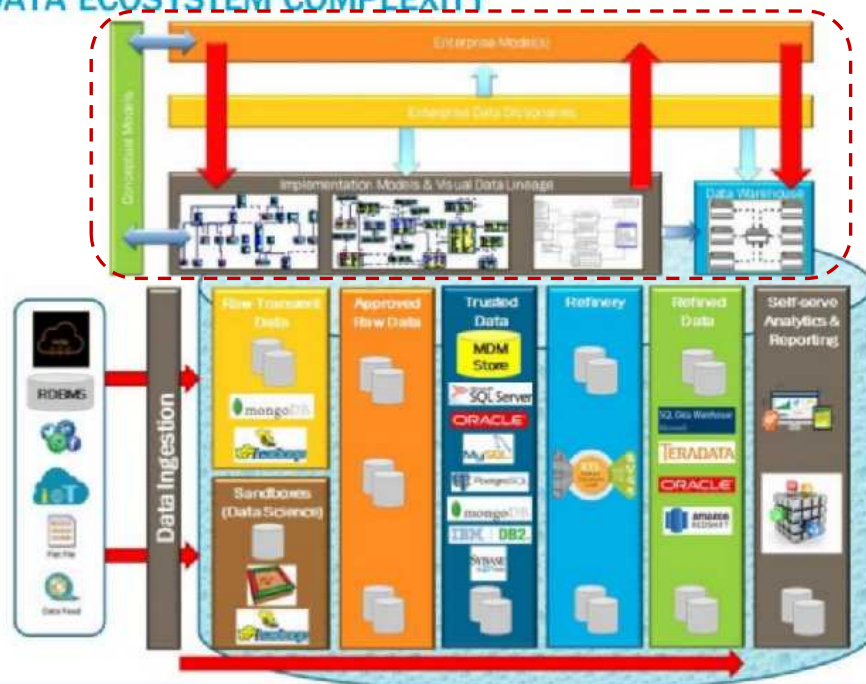 DATA ECOSYSTEM COMPLEXITY
Enterprise Model(s)
Conceptual Models
Enterprise Data Dictionaries
Implementation Models & Visual Data Lineage
Data Warehouse
RDBMS
IoT
Flat File
Data Feed
Data Ingestion
Raw Transient
Data
mongoDB
hadoop
Sandboxes
(Data Science)
hadoop
Approved
Raw Data
Trusted
Data
MDM
Store
SQL Server
ORACLE
MySQL
PostgreSQL
mongoDB
IBM DB2.
SYBASE
Refinery
ETL
Refined
Data
SQL Data Warehouse
Microsoft
TERADATA
ORACLE
amazon
REDSHIFT
Self-serve
Analytics &
Reporting